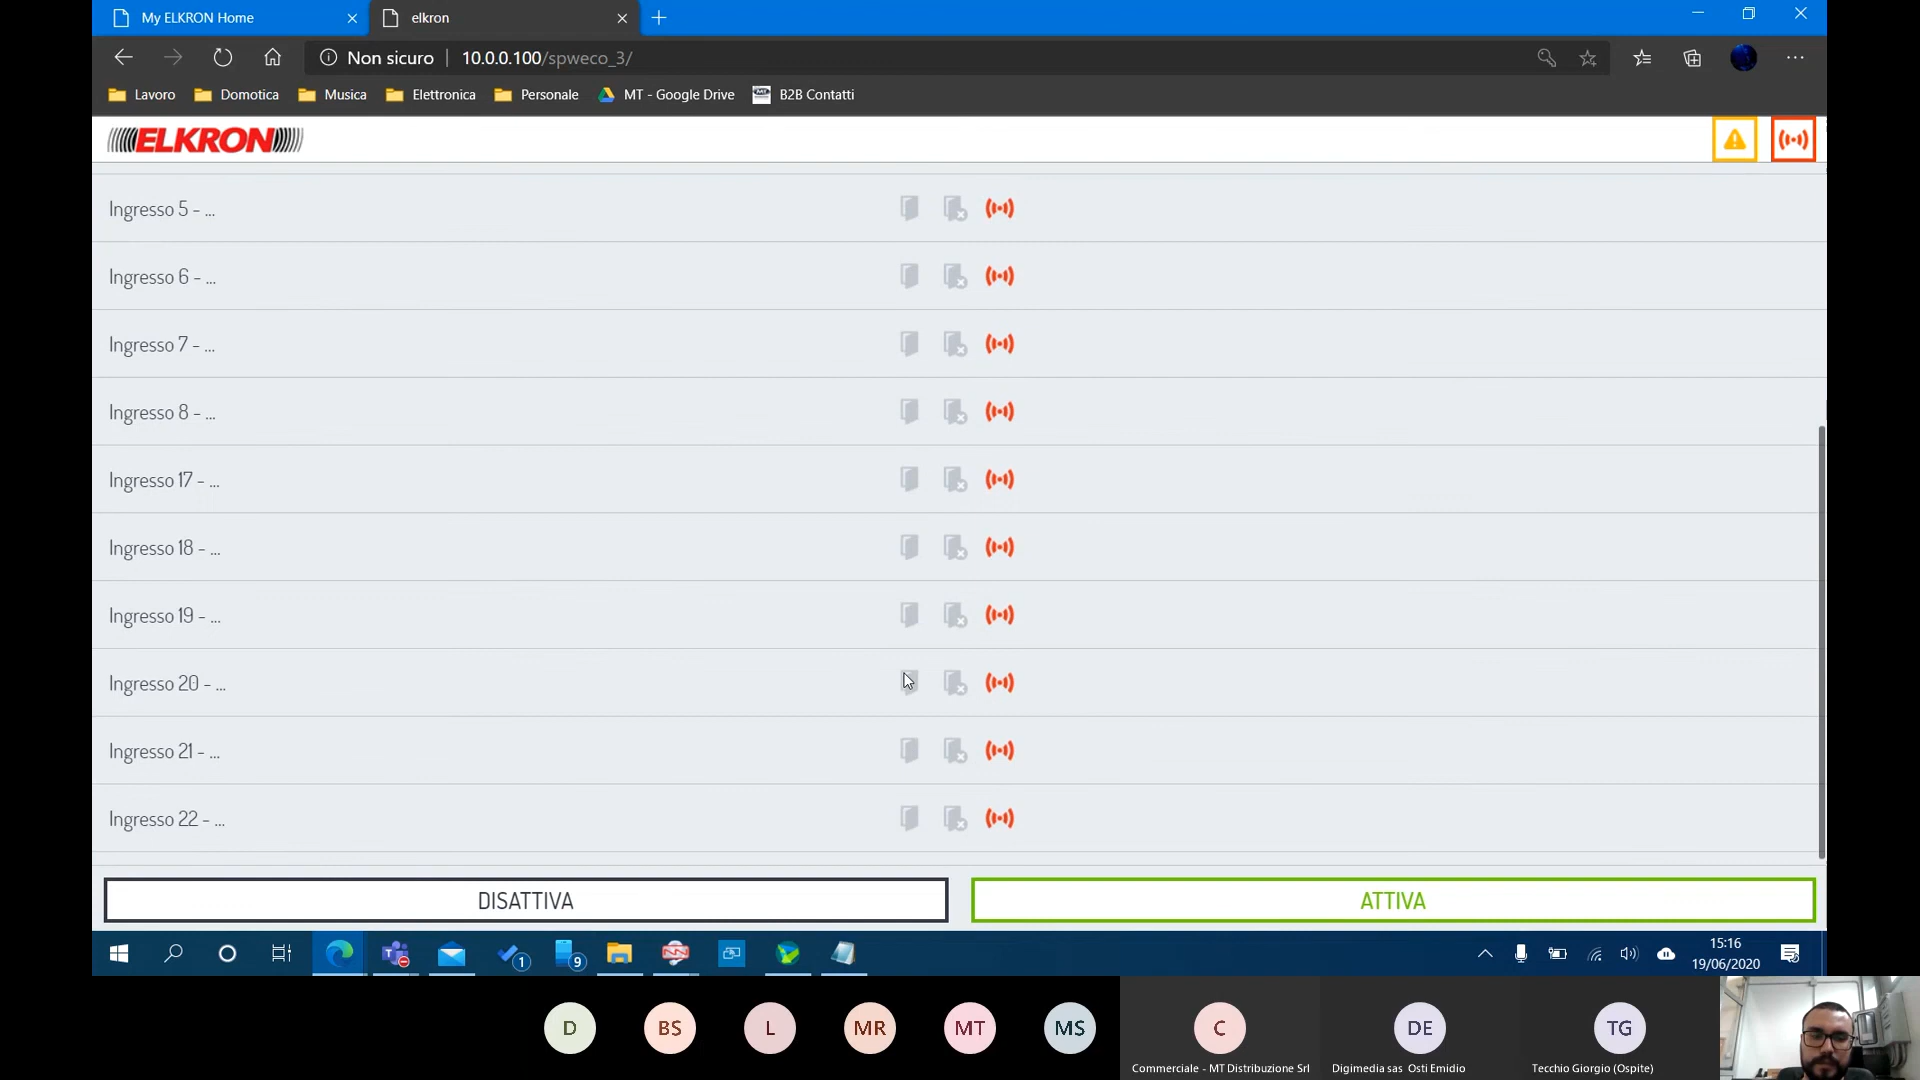 My ELKRON Home
elkron
Non sicuro
10.0.0.100/spweco_3/
Lavoro
Domotica
Musica
Elettronica
Personale
MT - Google Drive
B2B Contatti
ELKRON
Ingresso 5 - ...
Ingresso 6 - ...
Ingresso 7 - ...
Ingresso 8 - ...
Ingresso 17 - ...
Ingresso 18 - ...
Ingresso 19 - ...
Ingresso 20 - ...
Ingresso 21 - ...
Ingresso 22 - ...
DISATTIVA
ATTIVA
1
9
15:16
19/06/2020
D
BS
L
MR
MT
MS
C
DE
TG
Commerciale - MT Distribuzione Srl
Digimedia sas Osti Emidio
Tecchio Giorgio (Ospite)